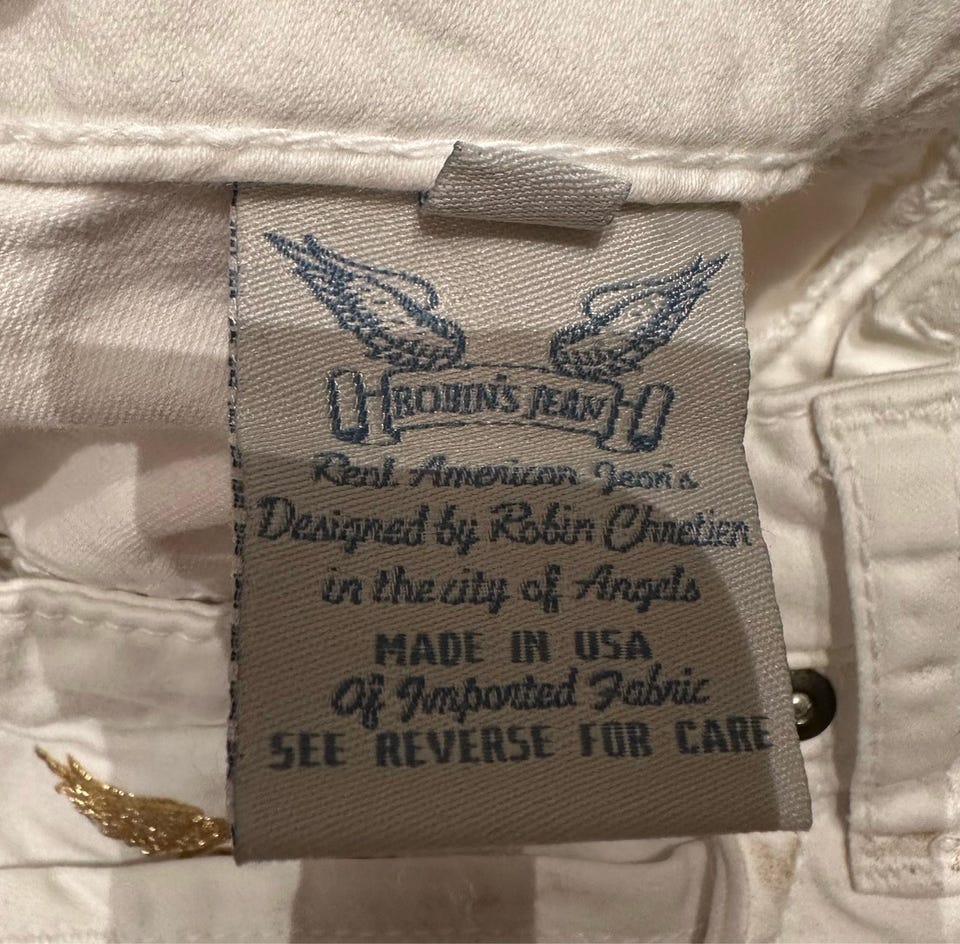 ROBIN'S JEAN
Real American Jean's
Designed by Robin Chretien
in the city of Angels
MADE IN USA
Of Imported Fabric
SEE REVERSE FOR CARE